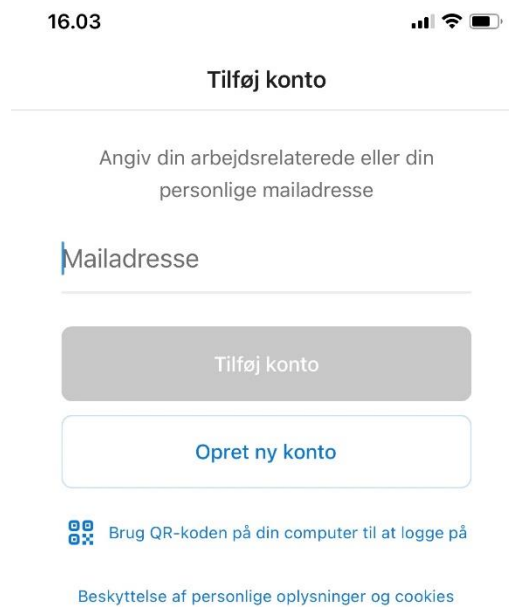 16.03
Tilføj konto
Angiv din arbejdsrelaterede eller din
personlige mailadresse
Mailadresse
Tilføj konto
Opret ny konto
Brug QR-koden på din computer til at logge på
Beskyttelse af personlige oplysninger og cookies